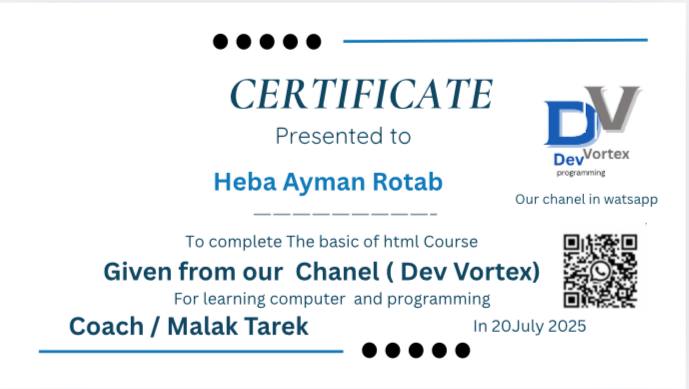 CERTIFICATE
Presented to
Heba Ayman Rotab
———————————-
To complete The basic of html Course
Given from our  Chanel ( Dev Vortex)
For learning computer  and programming
Coach / Malak Tarek
In 20July 2025
DV
Dev Vortex
programming
Our chanel in watsapp